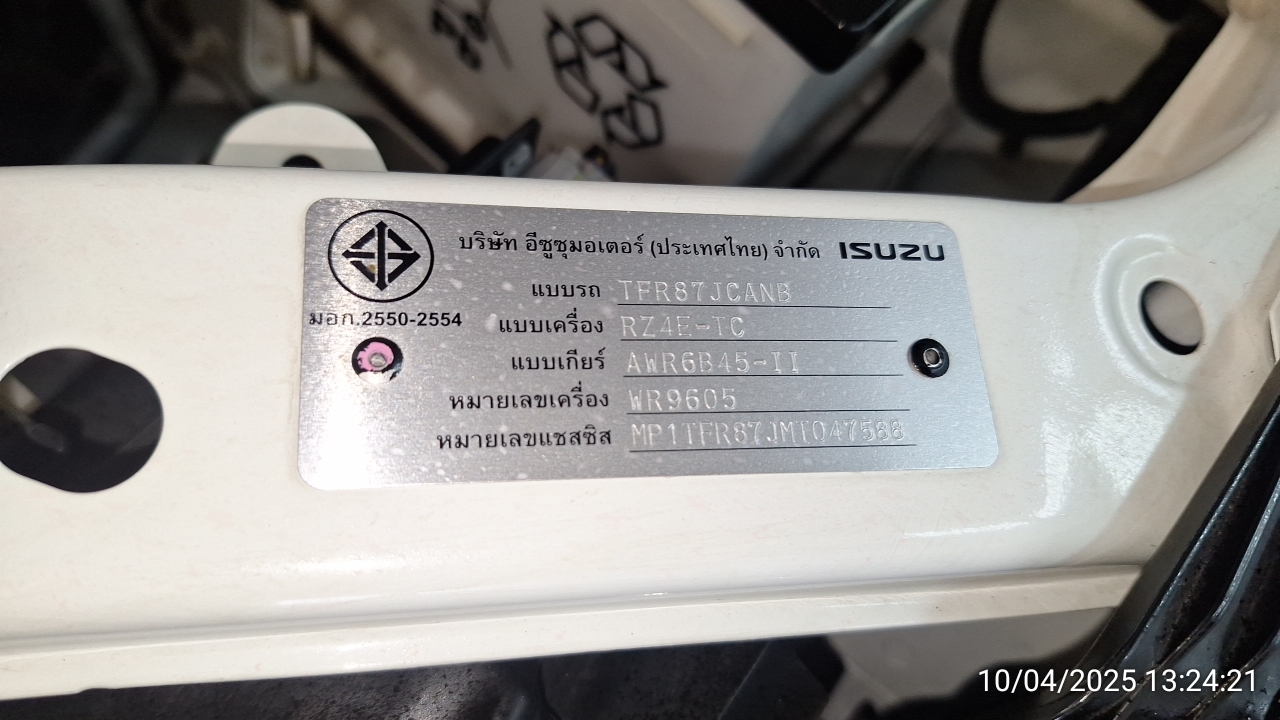 บริษัท อีซูซุมอเตอร์ (ประเทศไทย) จำกัด ISUZU
มอก.2550-2554
แบบรถ TFR87JCANB
แบบเครื่อง RZ4E-TC
แบบเกียร์ AWR6B45-II
หมายเลขเครื่อง WR9605
หมายเลขแชสซิส MP1TFR87JMT047588
10/04/2025 13:24:21